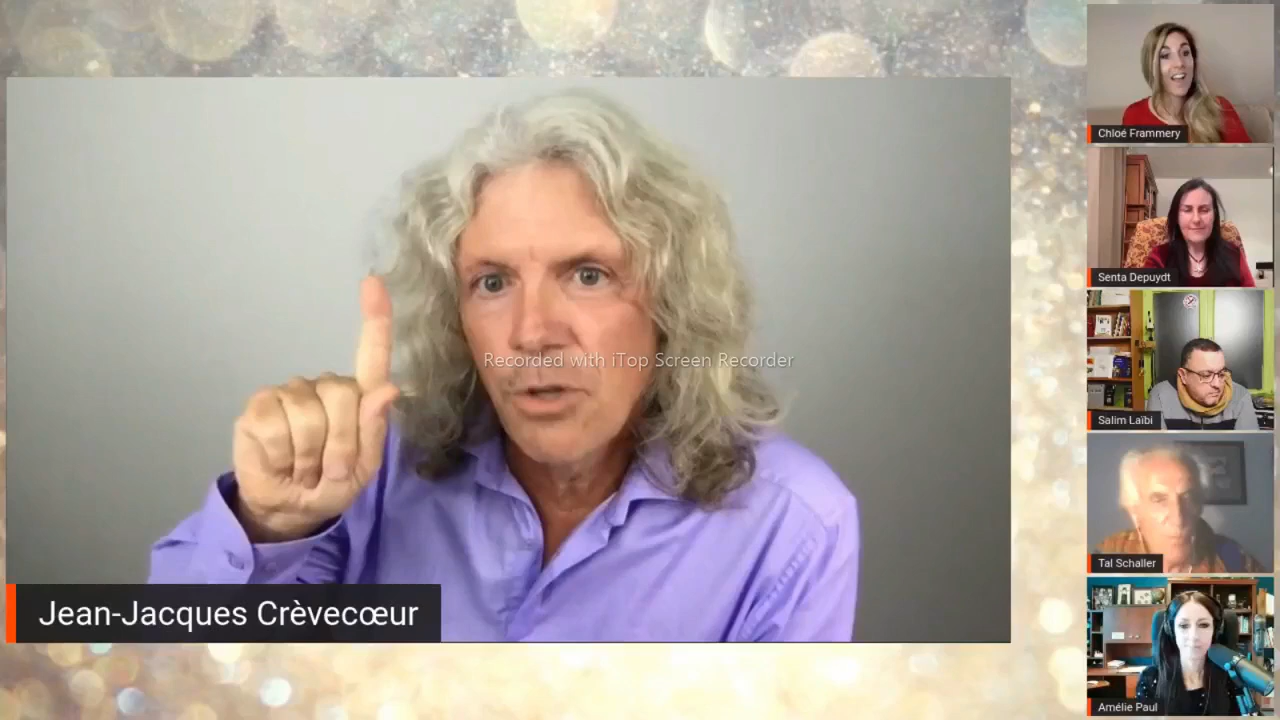 Recorded with iTop Screen Recorder
Jean-Jacques Crèvecœur
Chloé Frammery
Senta Depuydt
Salim Laïbi
Tal Schaller
Amélie Paul